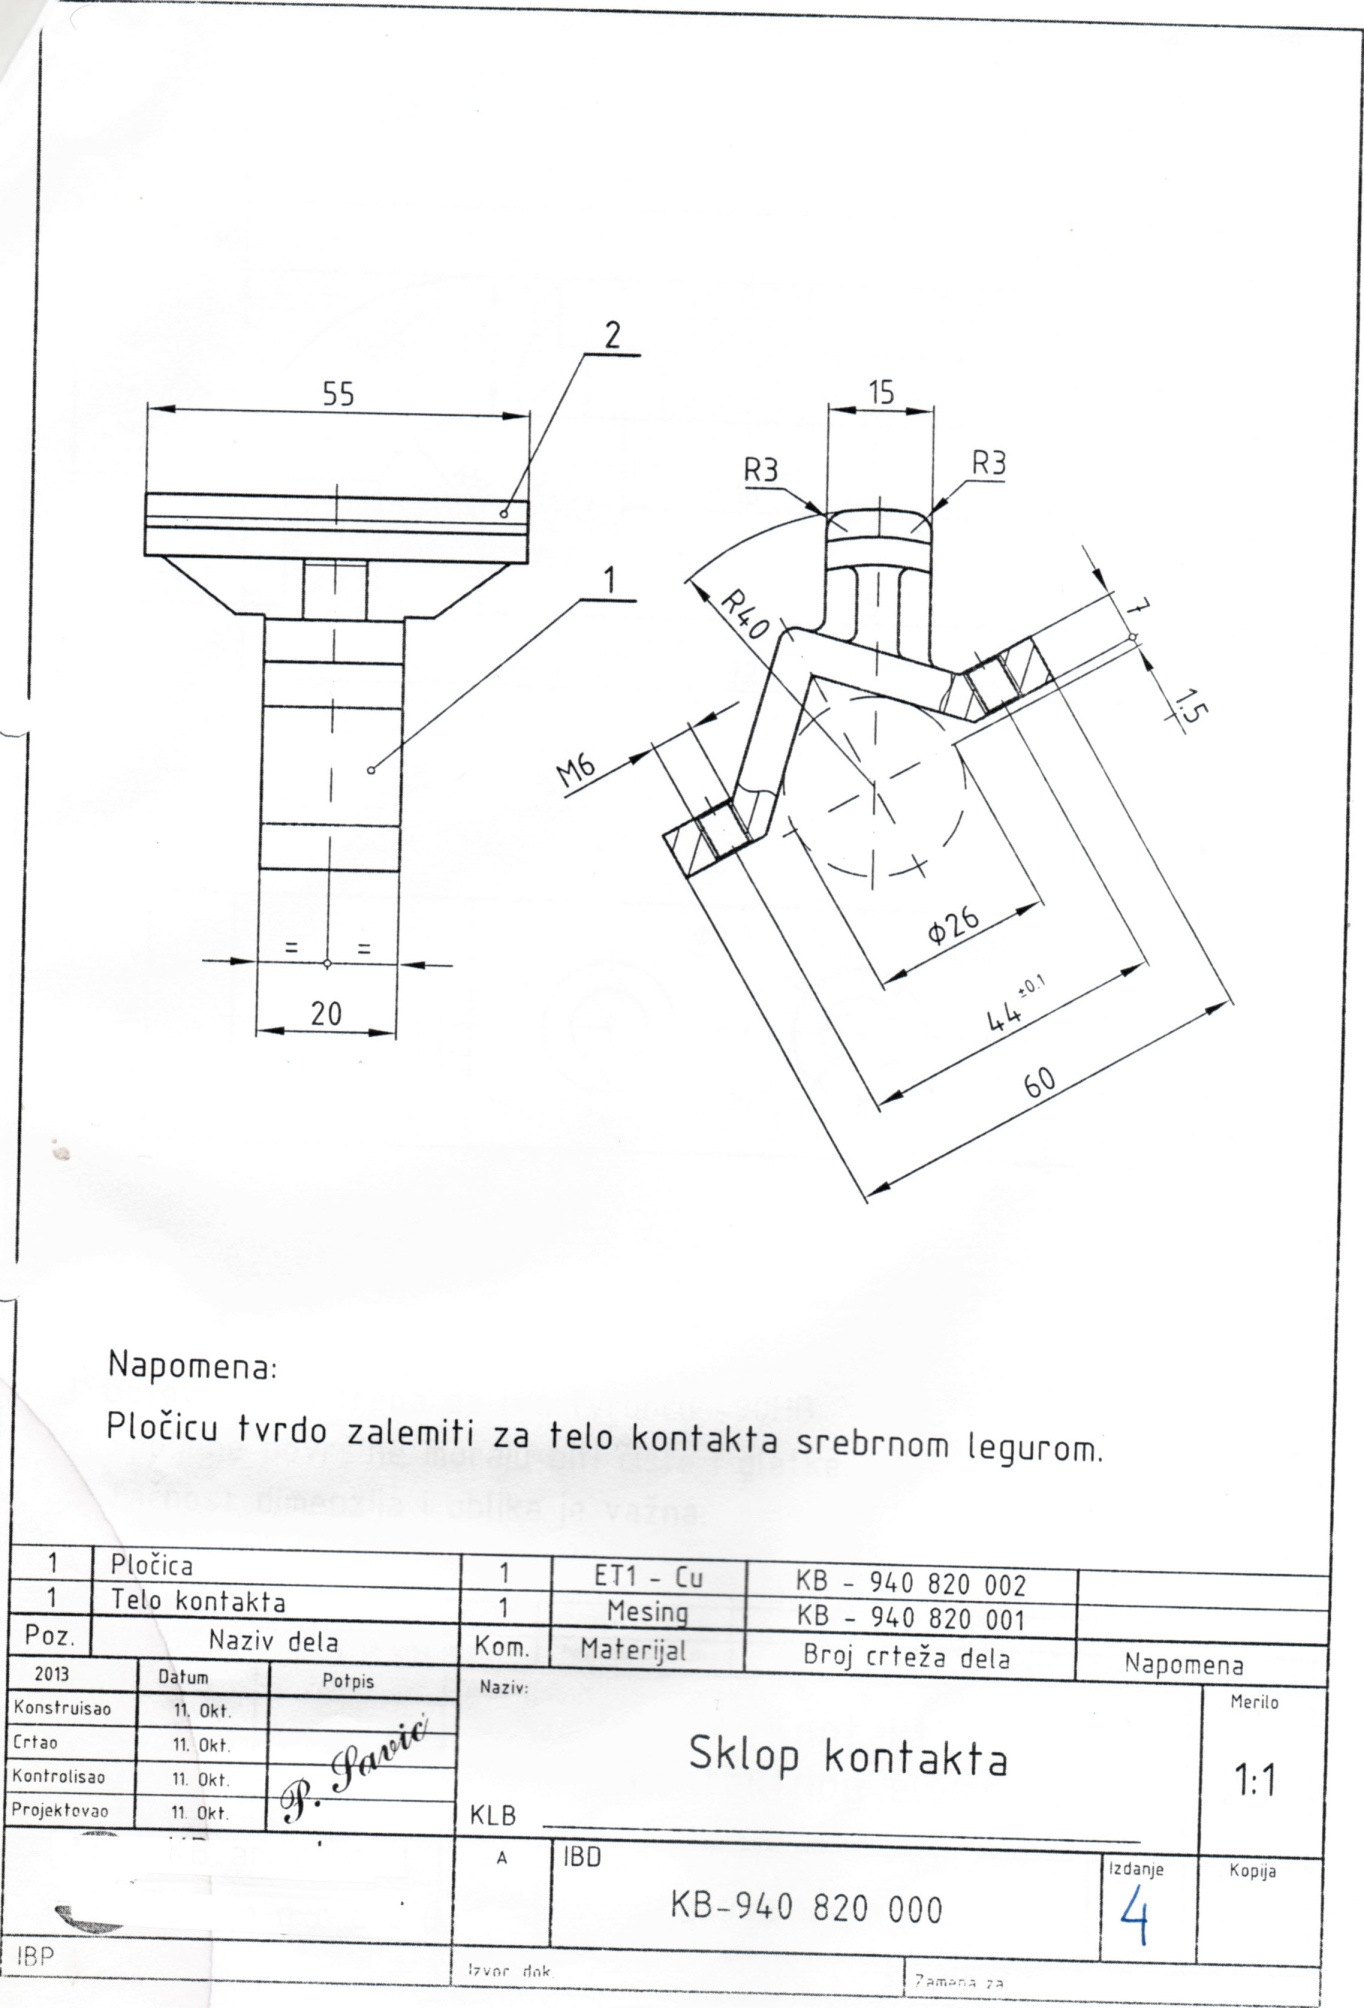 2
55
15
R3
R3
1
R40
7
1.5
M6
Φ26
= =
44 ±0.1
20
60
Napomena:
Pločicu tvrdo zalemiti za telo kontakta srebrnom legurom.
1 Pločica 1 ET1 - Cu KB - 940 820 002
1 Telo kontakta 1 Mesing KB - 940 820 001
Poz. Naziv dela Kom. Materijal Broj crteža dela Napomena
2013 Datum Potpis Naziv: Merilo
Konstruisao 11. Okt.
Crtao 11. Okt. P. Savić Sklop kontakta 1:1
Kontrolisao 11. Okt.
Projektovao 11. Okt. KLB
A IBD Izdanje Kopija
KB-940 820 000 4
IBP Izvor dok. Zamena za